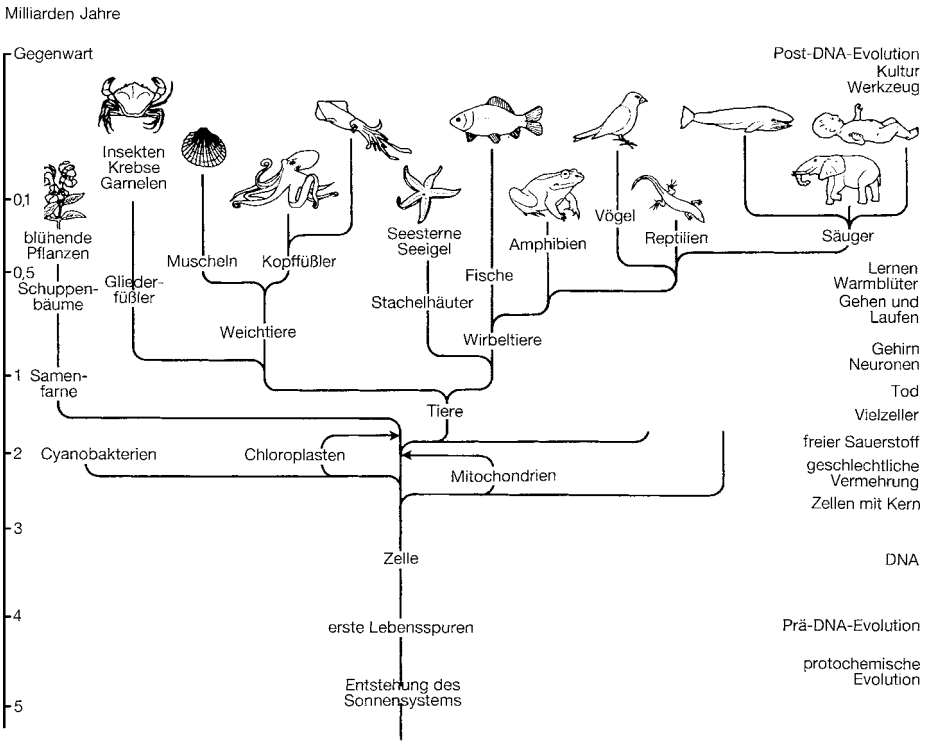 Milliarden Jahre
Gegenwart
Post-DNA-Evolution
Kultur
Werkzeug
Insekten
Krebse
Garnelen
0,1
blühende
Pflanzen
Seesterne
Seeigel
Amphibien
Vögel
Reptilien
Säuger
Muscheln
Kopffüßler
0,5
Schuppen-
bäume
Glieder-
füßler
Fische
Stachelhäuter
Lernen
Warmblüter
Gehen und
Laufen
Weichtiere
Wirbeltiere
Gehirn
Neuronen
1
Samen-
farne
Tod
Tiere
Vielzeller
freier Sauerstoff
2
Cyanobakterien
Chloroplasten
Mitochondrien
geschlechtliche
Vermehrung
Zellen mit Kern
3
Zelle
DNA
4
erste Lebensspuren
Prä-DNA-Evolution
protochemische
Evolution
Entstehung des
Sonnensystems
5